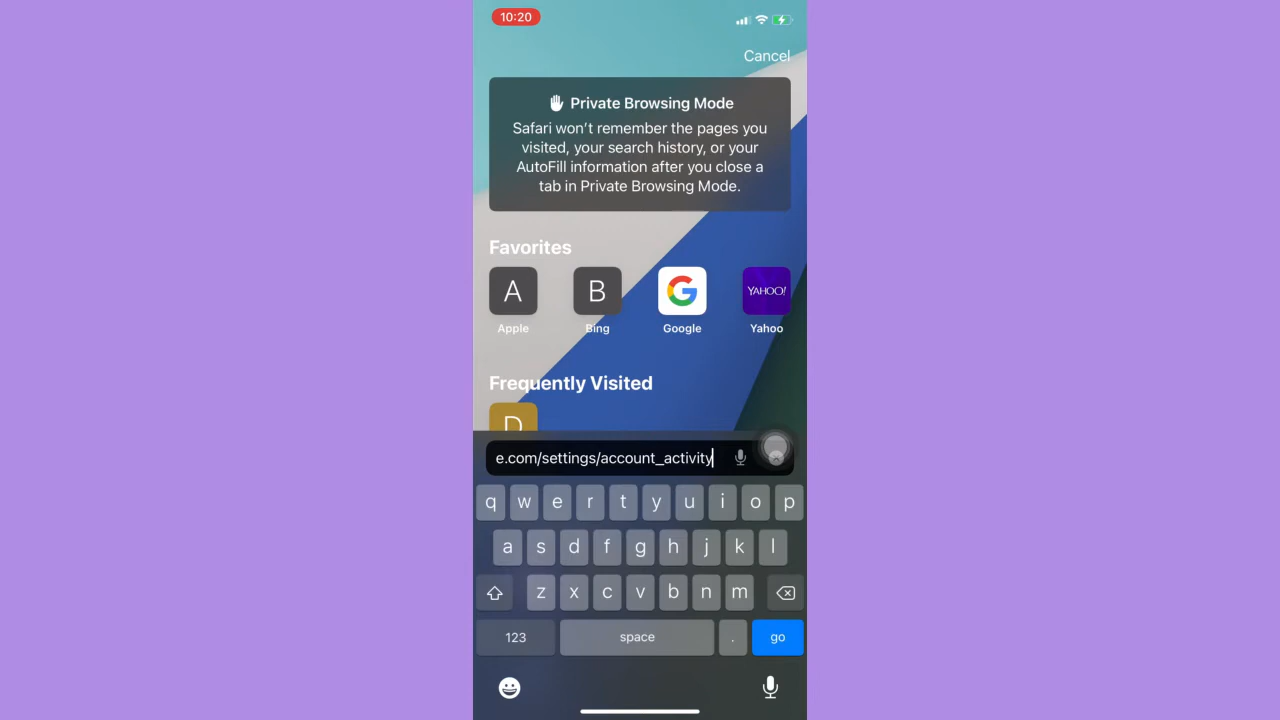 10:20
Cancel
Private Browsing Mode
Safari won't remember the pages you
visited, your search history, or your
AutoFill information after you close a
tab in Private Browsing Mode.
Favorites
A B G YAHOO!
Apple Bing Google Yahoo
Frequently Visited
D
e.com/settings/account_activity
q w e r t y u i o p
a s d f g h j k l
z x c v b n m
123 space . go